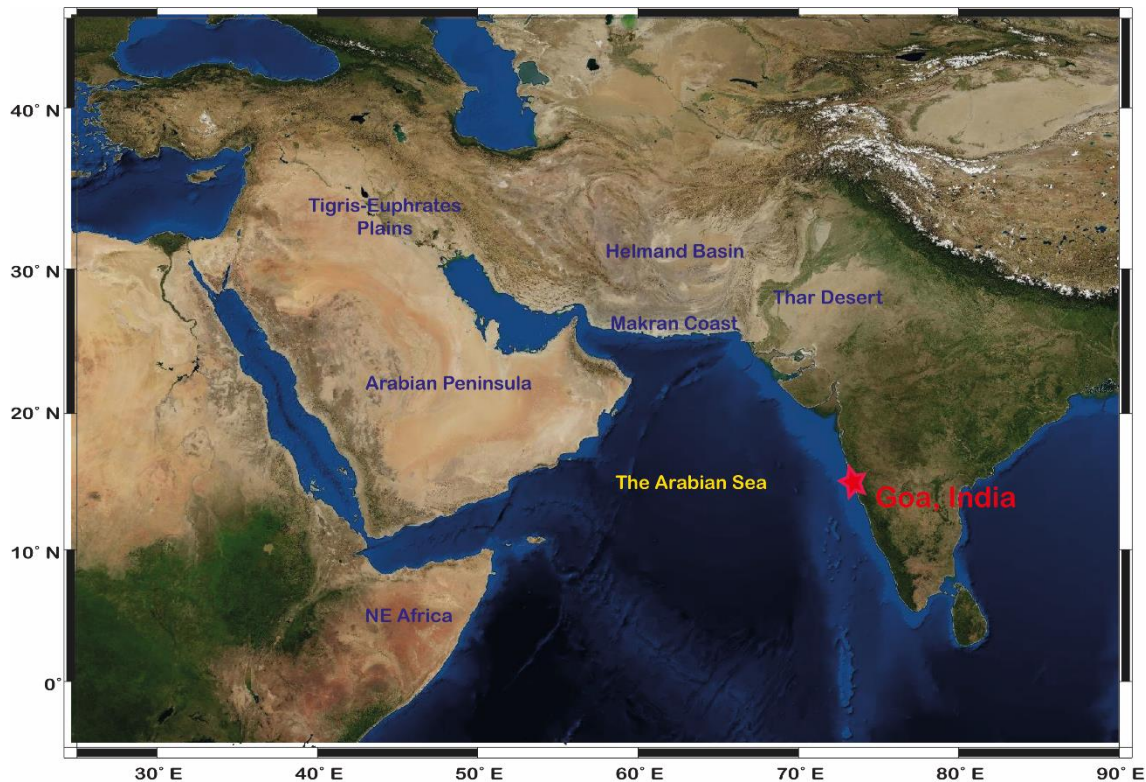 40° N
Tigris-Euphrates
Plains
Helmand Basin
30° N
Thar Desert
Makran Coast
Arabian Peninsula
20° N
The Arabian Sea
Goa, India
10° N
NE Africa
0°
30° E
40° E
50° E
60° E
70° E
80° E
90° E